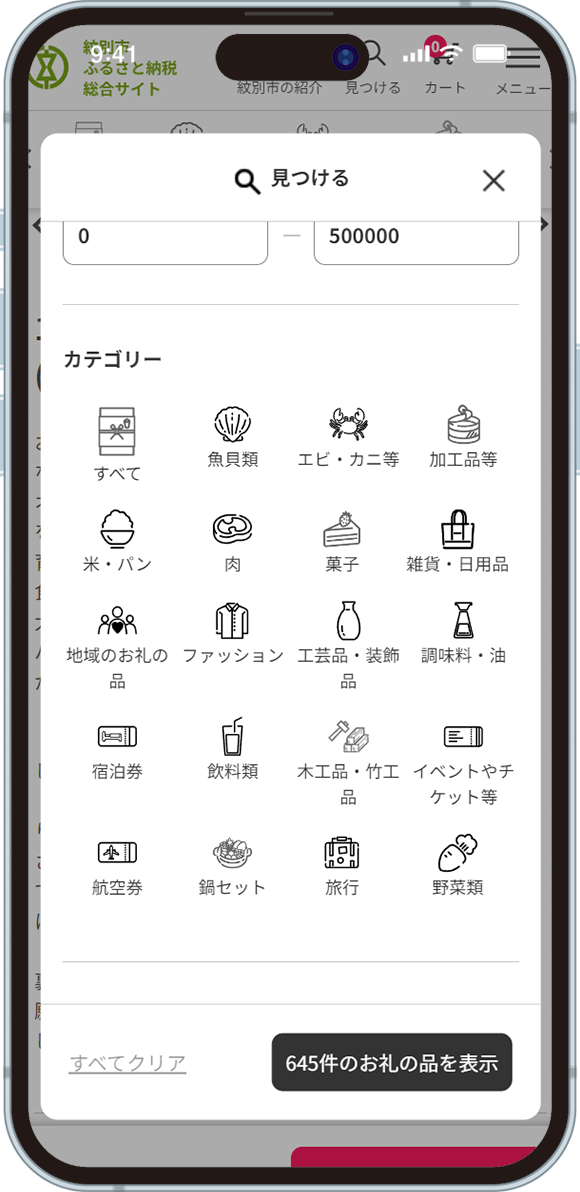 9:41
紋別市
ふるさと納税
総合サイト
0
紋別市の紹介 見つける カート メニュー
見つける
0 — 500000
カテゴリー
すべて 魚貝類 エビ・カニ等 加工品等
米・パン 肉 菓子 雑貨・日用品
地域のお礼の品 ファッション 工芸品・装飾品 調味料・油
宿泊券 飲料類 木工品・竹工品 イベントやチケット等
航空券 鍋セット 旅行 野菜類
すべてクリア 645件のお礼の品を表示